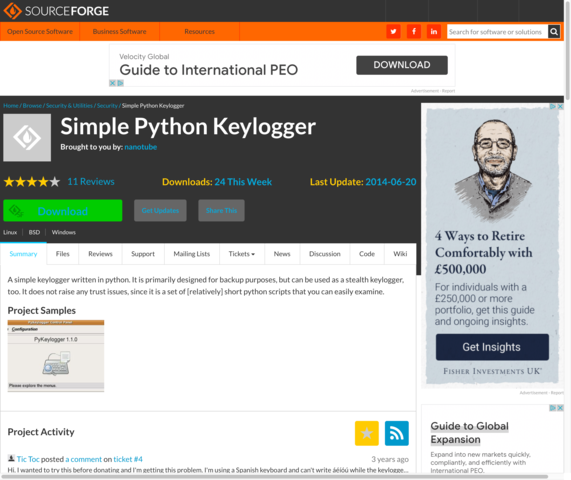 SOURCEFORGE
Open Source Software Business Software Resources Search for software or solutions
Velocity Global
Guide to International PEO
DOWNLOAD
Advertisement - Report
Home / Browse / Security & Utilities / Security / Simple Python Keylogger
Simple Python Keylogger
Brought to you by: nanotube
11 Reviews Downloads: 24 This Week Last Update: 2014-06-20
Download Get Updates Share This
Linux BSD Windows
Summary Files Reviews Support Mailing Lists Tickets News Discussion Code Wiki
A simple keylogger written in python. It is primarily designed for backup purposes, but can be used as a stealth keylogger,
too. It does not raise any trust issues, since it is a set of [relatively] short python scripts that you can easily examine.
Project Samples
Configuration
PyKeylogger 1.1.0
Please explore the menus.
Project Activity
Tic Toc posted a comment on ticket #4 3 years ago
Hi. I wanted to try this before donating and I'm getting this problem. I'm using a Spanish keyboard and can't write áéíóú while the keylogge...
4 Ways to Retire
Comfortably with
£500,000
For individuals with a
£250,000 or more
portfolio, get this guide
and ongoing insights.
Get Insights
FISHER INVESTMENTS UK
Advertisement - Report
Guide to Global
Expansion
Expand into new markets quickly,
compliantly, and efficiently with
International PEO.